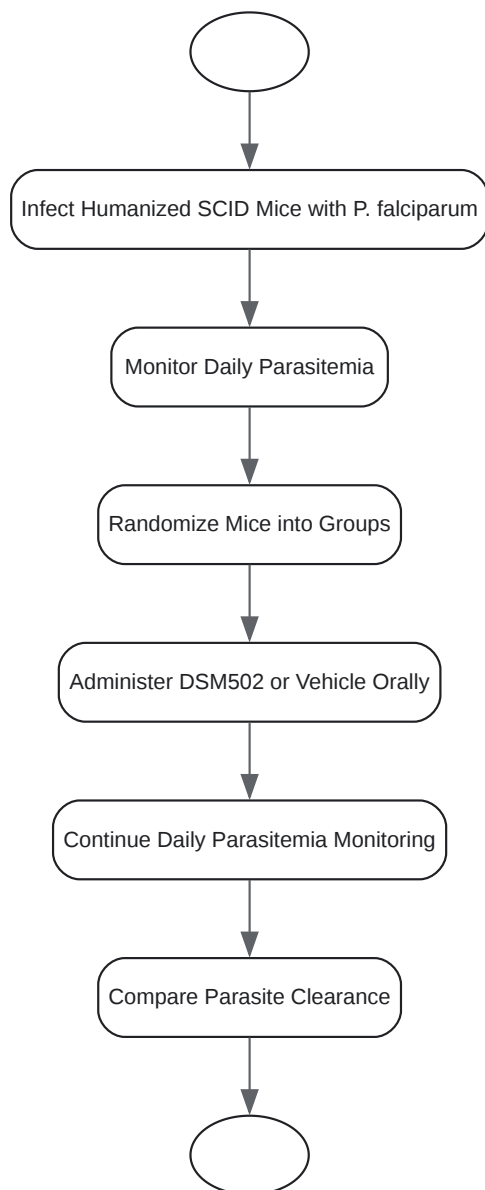 Infect Humanized SCID Mice with P. falciparum
Monitor Daily Parasitemia
Randomize Mice into Groups
Administer DSM502 or Vehicle Orally
Continue Daily Parasitemia Monitoring
Compare Parasite Clearance